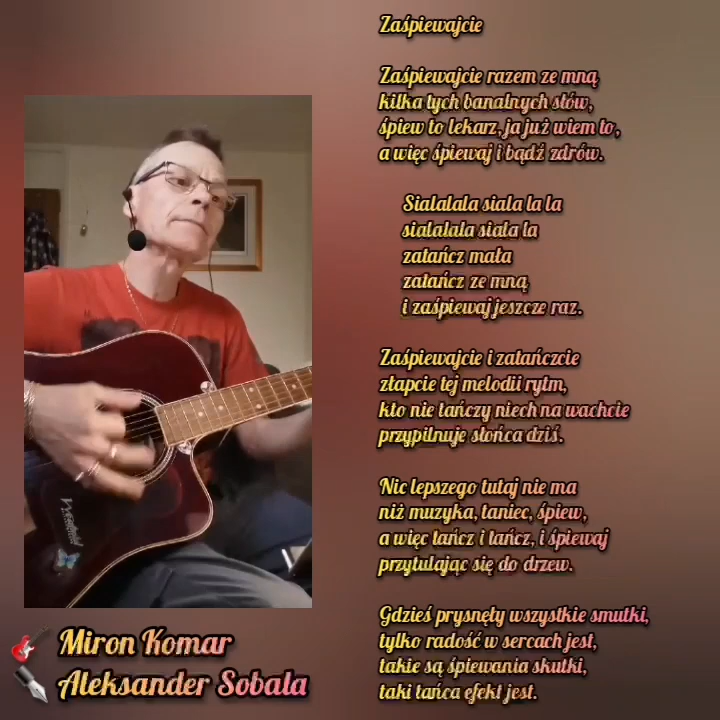 Zaśpiewajcie
Zaśpiewajcie razem ze mną
kilka tych banalnych słów,
śpiew to lekarz, ja już wiem to,
a więc śpiewaj i bądź zdrów.
Sialalala siala la la
sialalala siala la
zatańcz mała
zatańcz ze mną
i zaśpiewaj jeszcze raz.
Zaśpiewajcie i zatańczcie
złapcie tej melodii rytm,
kto nie tańczy niech na wachcie
przypilnuje słońca dziś.
Nic lepszego tutaj nie ma
niż muzyka, taniec, śpiew,
a więc tańcz i tańcz, i śpiewaj
przytulając się do drzew.
Gdzieś prysnęły wszystkie smutki,
tylko radość w sercach jest,
takie są śpiewania skutki,
taki tańca efekt jest.
Miron Komar
Aleksander Sobala